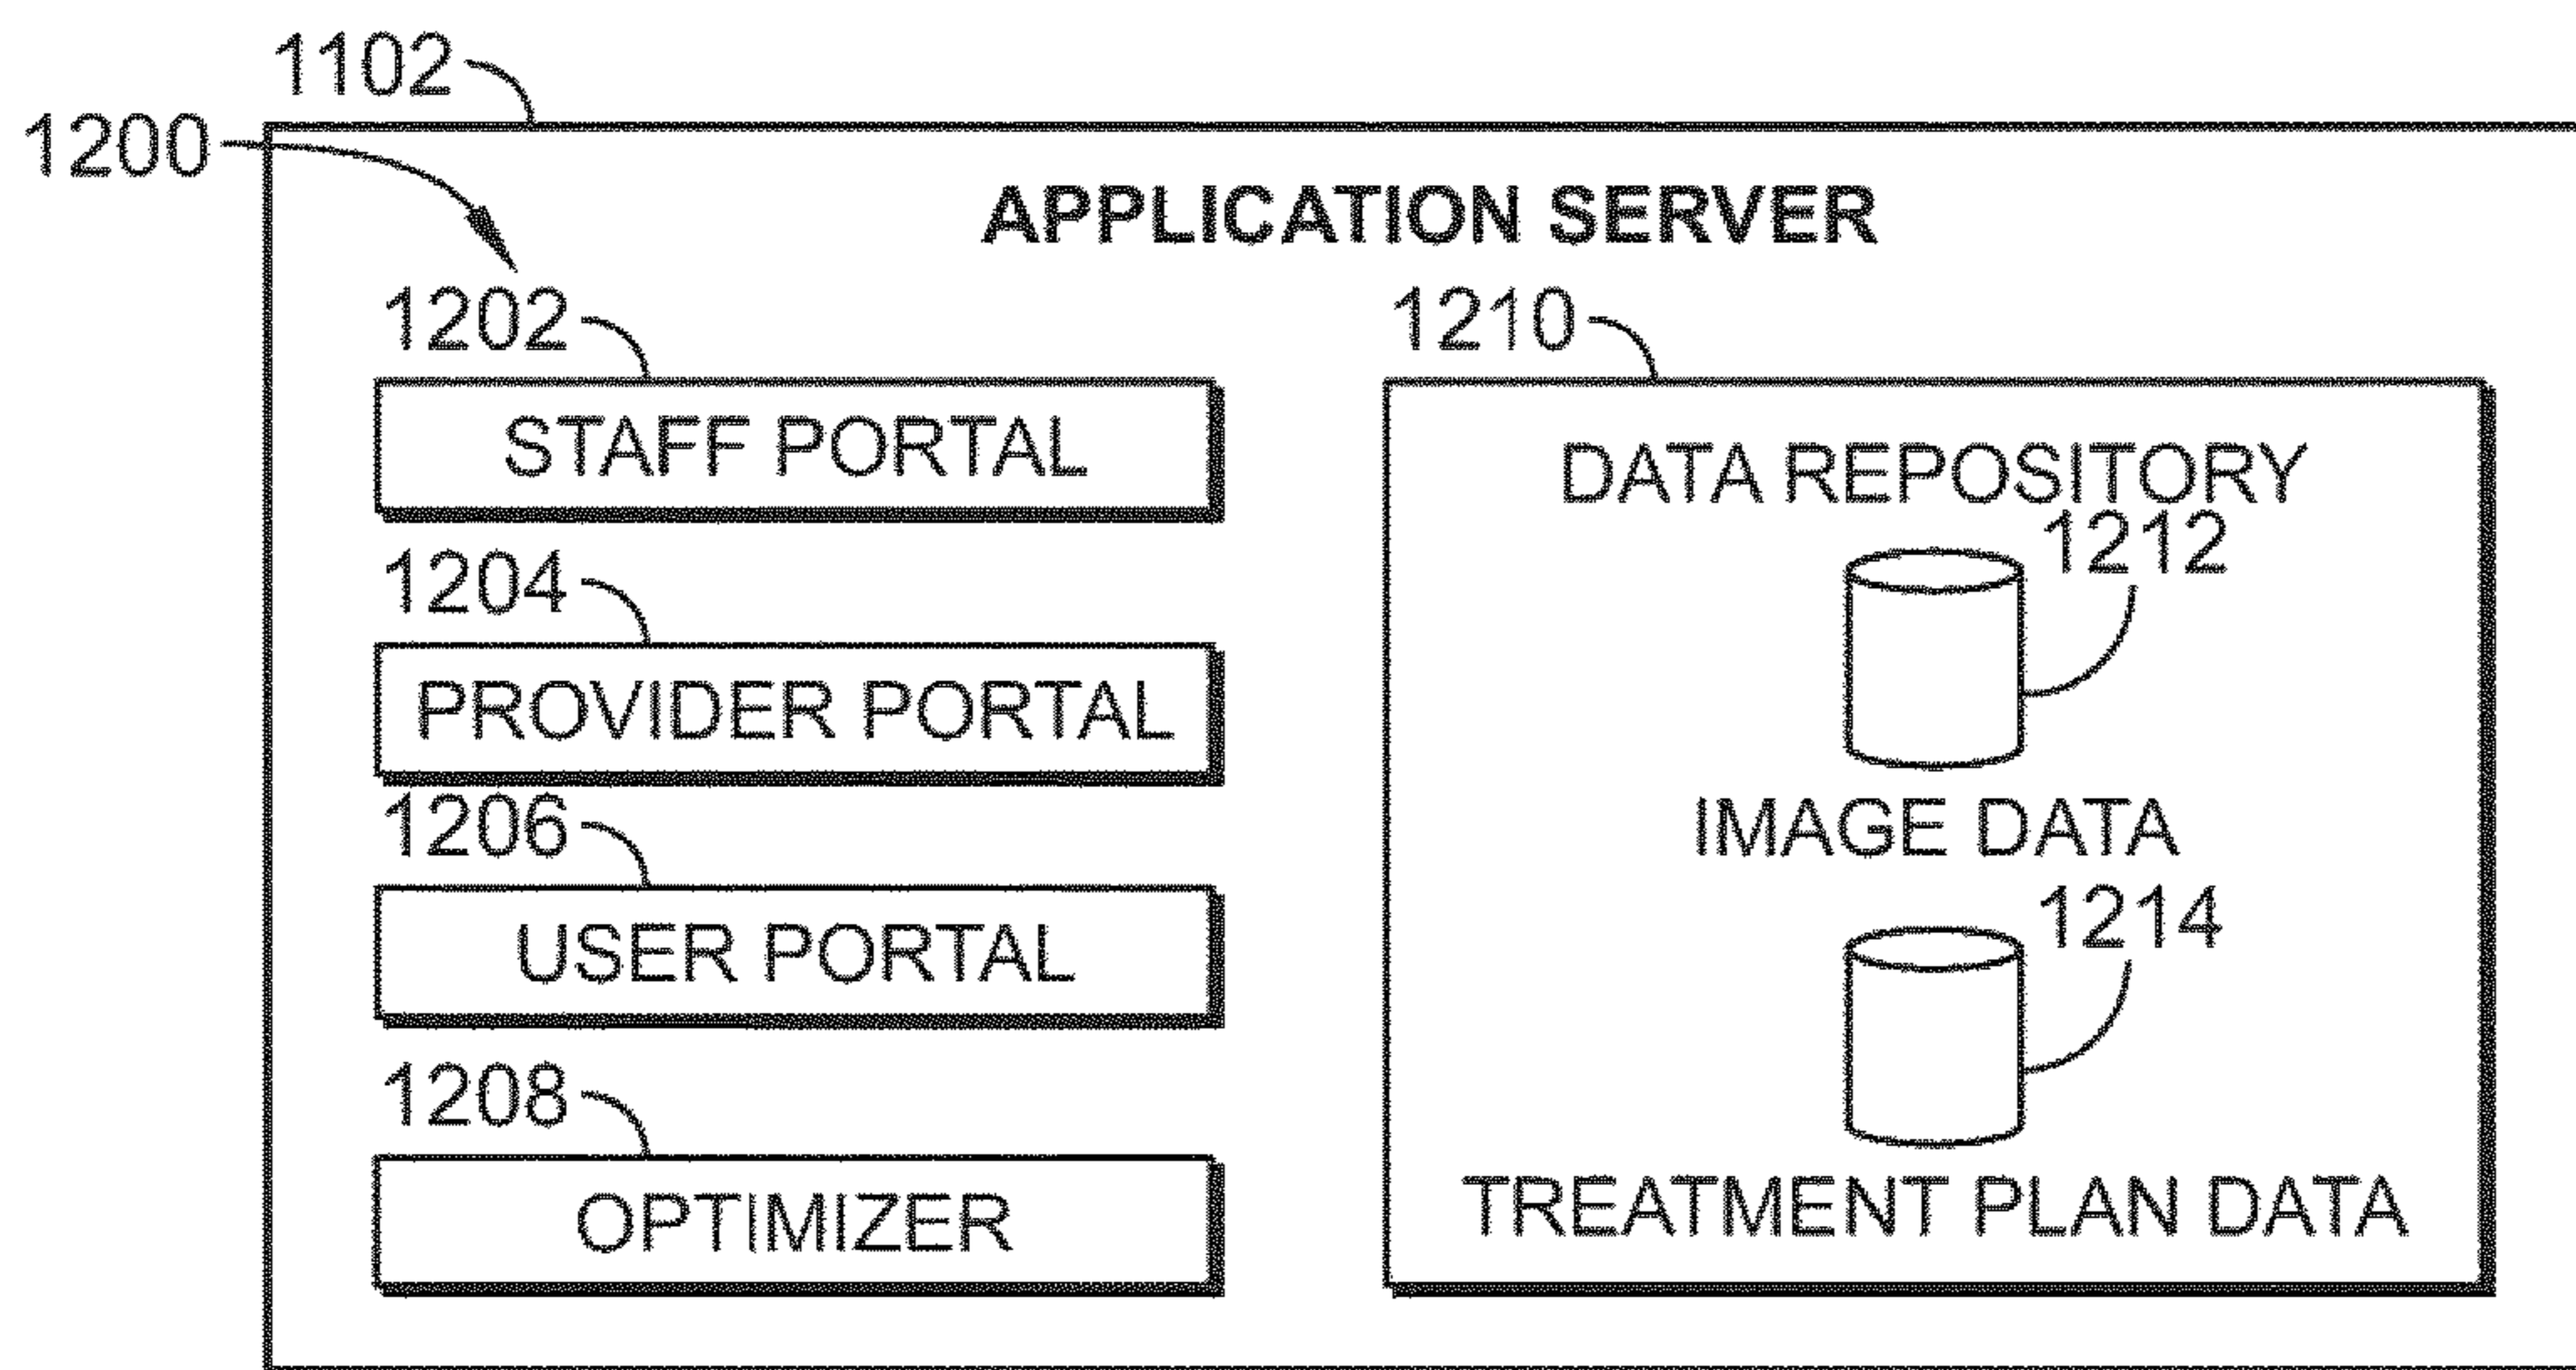 1102
1200
APPLICATION SERVER
1202
STAFF PORTAL
1204
PROVIDER PORTAL
1206
USER PORTAL
1208
OPTIMIZER
1210
DATA REPOSITORY
1212
IMAGE DATA
1214
TREATMENT PLAN DATA